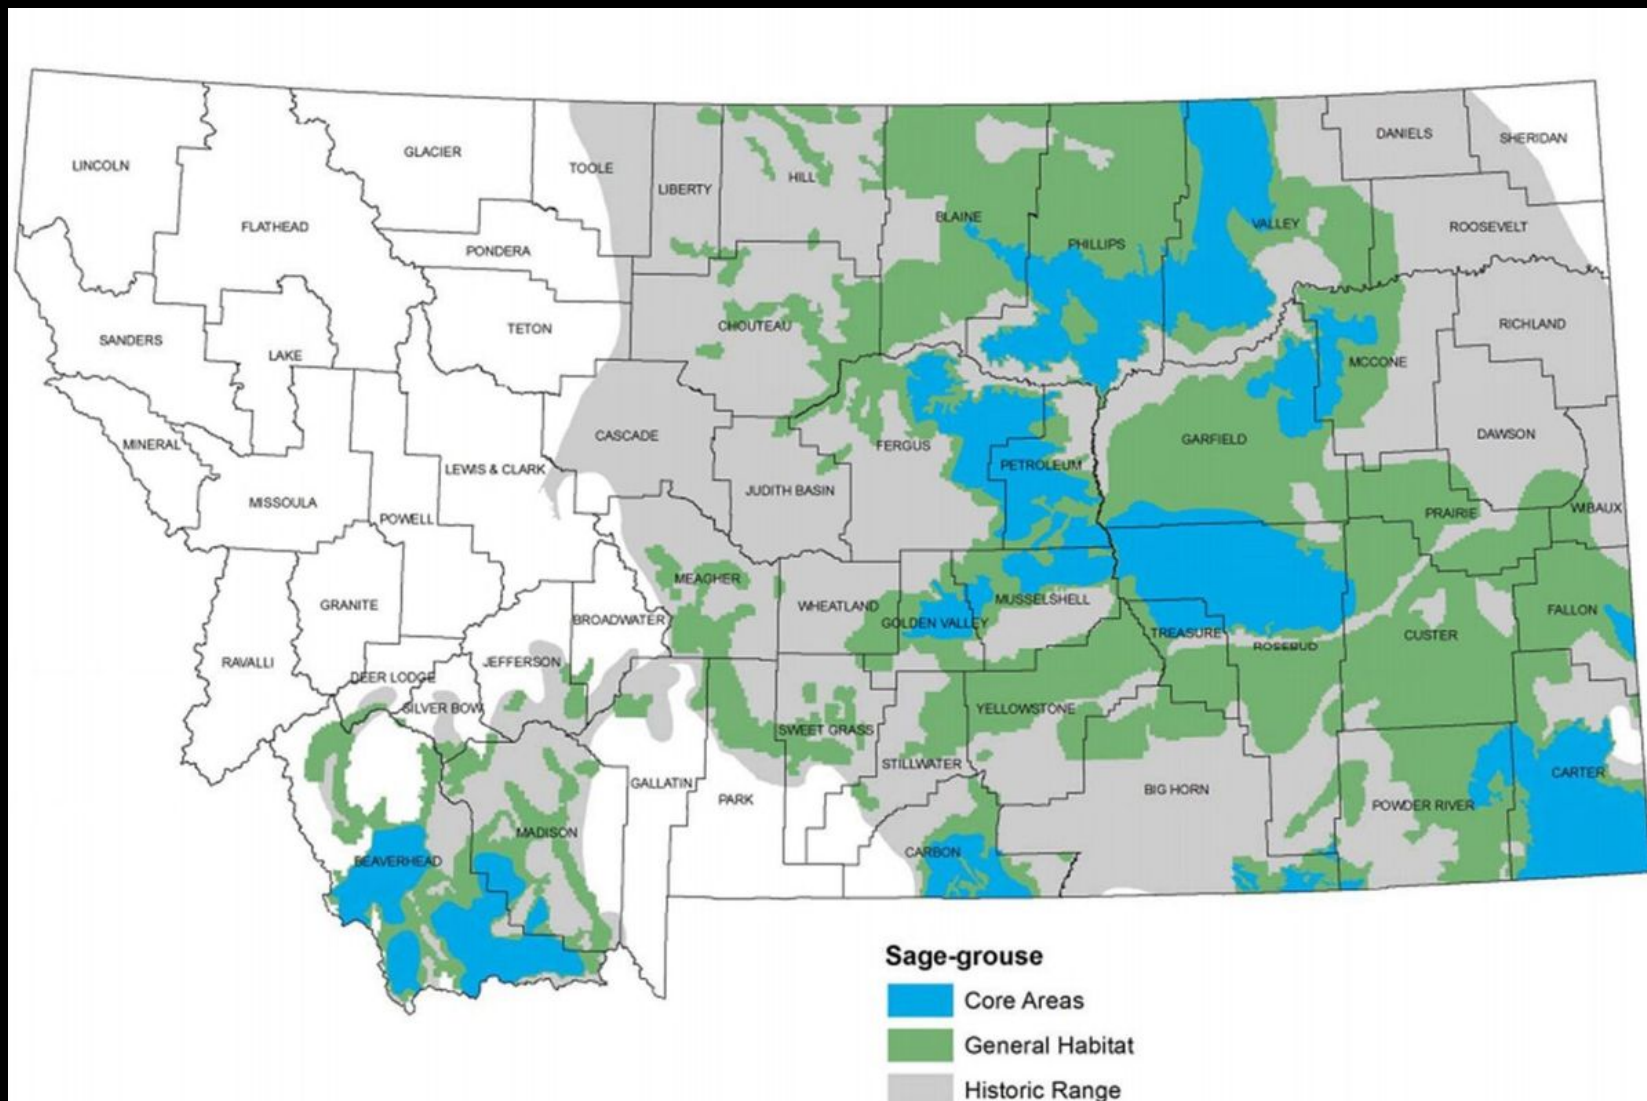 LINCOLN
FLATHEAD
GLACIER
TOOLE
LIBERTY
HILL
BLAINE
PHILLIPS
VALLEY
DANIELS
SHERIDAN
ROOSEVELT
PONDERA
SANDERS
LAKE
TETON
CHOUTEAU
RICHLAND
MCCONE
MINERAL
MISSOULA
POWELL
LEWIS & CLARK
CASCADE
JUDITH BASIN
FERGUS
PETROLEUM
GARFIELD
DAWSON
PRAIRIE
WIBAUX
RAVALLI
GRANITE
DEER LODGE
SILVER BOW
JEFFERSON
BROADWATER
MEAGHER
WHEATLAND
GOLDEN VALLEY
MUSSELSHELL
TREASURE
ROSEBUD
CUSTER
FALLON
BEAVERHEAD
MADISON
GALLATIN
PARK
SWEET GRASS
STILLWATER
YELLOWSTONE
CARBON
BIG HORN
POWDER RIVER
CARTER
Sage-grouse
Core Areas
General Habitat
Historic Range